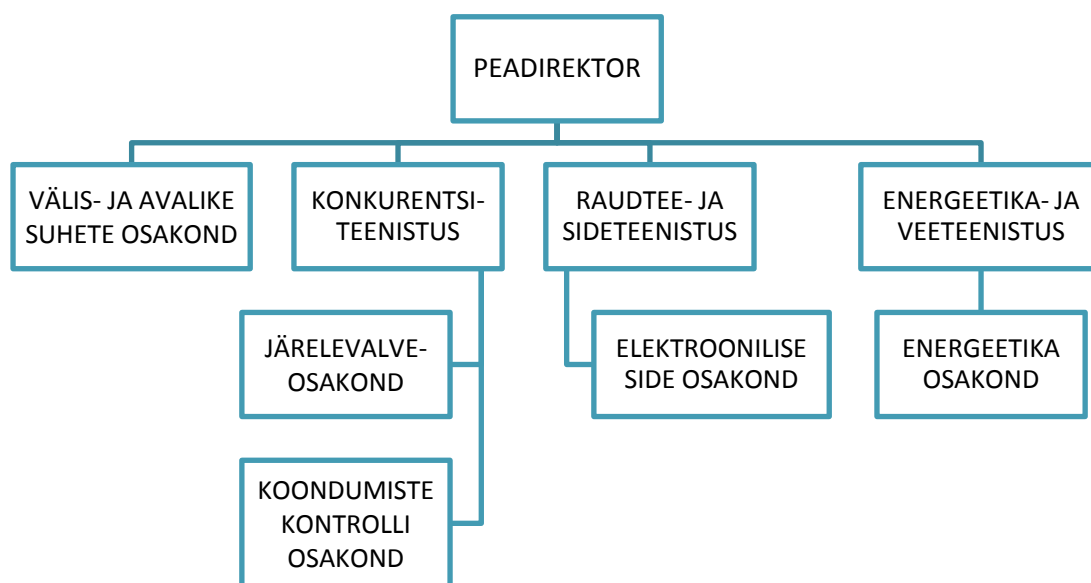 PEADIREKTOR
VÄLIS- JA AVALIKE
SUHETE OSAKOND
KONKURENTSI-
TEENISTUS
RAUDTEE- JA
SIDETEENISTUS
ENERGEETIKA- JA
VEETEENISTUS
JÄRELEVALVE-
OSAKOND
ELEKTROONILISE
SIDE OSAKOND
ENERGEETIKA
OSAKOND
KOONDUMISTE
KONTROLLI
OSAKOND